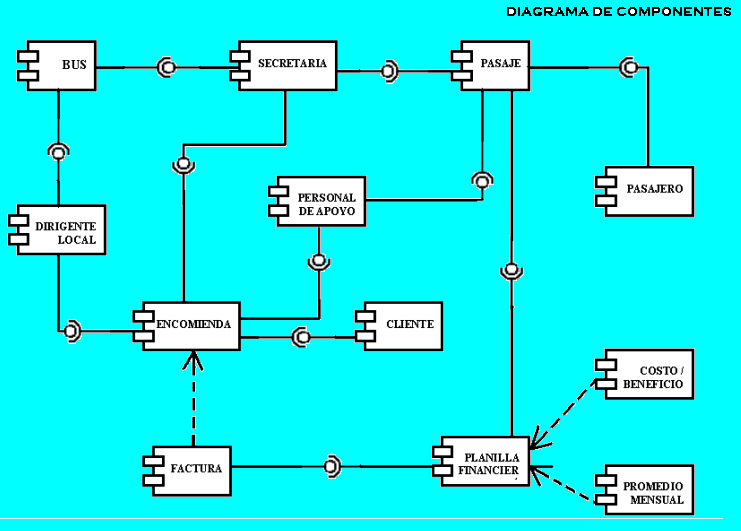 DIAGRAMA DE COMPONENTES
BUS
SECRETARIA
PASAJE
PERSONAL
DE APOYO
PASAJERO
DIRIGENTE
LOCAL
ENCOMIENDA
CLIENTE
COSTO /
BENEFICIO
FACTURA
PLANILLA
FINANCIER
PROMEDIO
MENSUAL